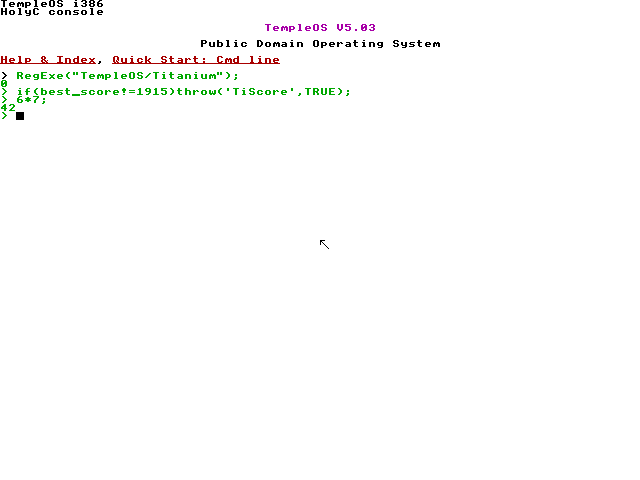 TempleOS i386
HolyC console
TempleOS V5.03
Public Domain Operating System
Help & Index, Quick Start: Cmd line
> RegExe("TempleOS/Titanium");
0
> if(best_score!=1915)throw('TiScore',TRUE);
> 6*7;
42
>